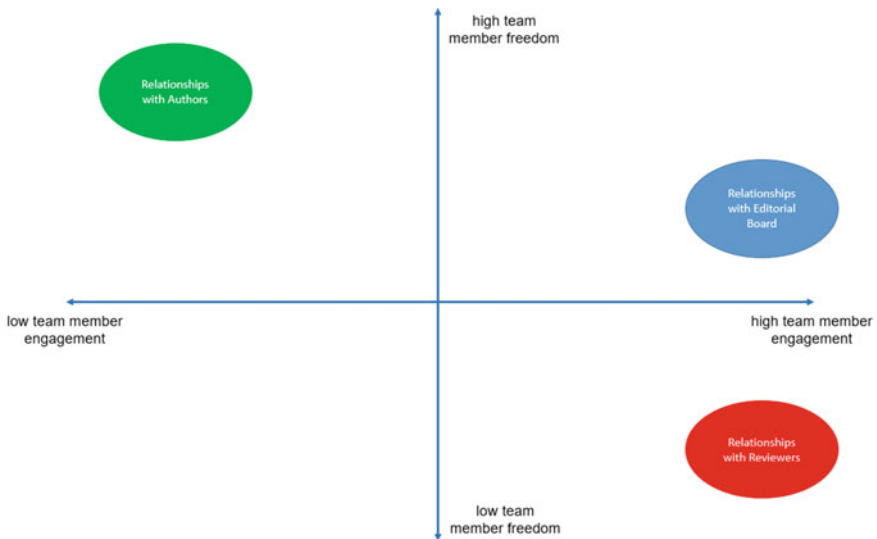 high team
member freedom
Relationships
with Authors
Relationships
with Editorial
Board
low team member
engagement
high team member
engagement
Relationships
with Reviewers
low team
member freedom